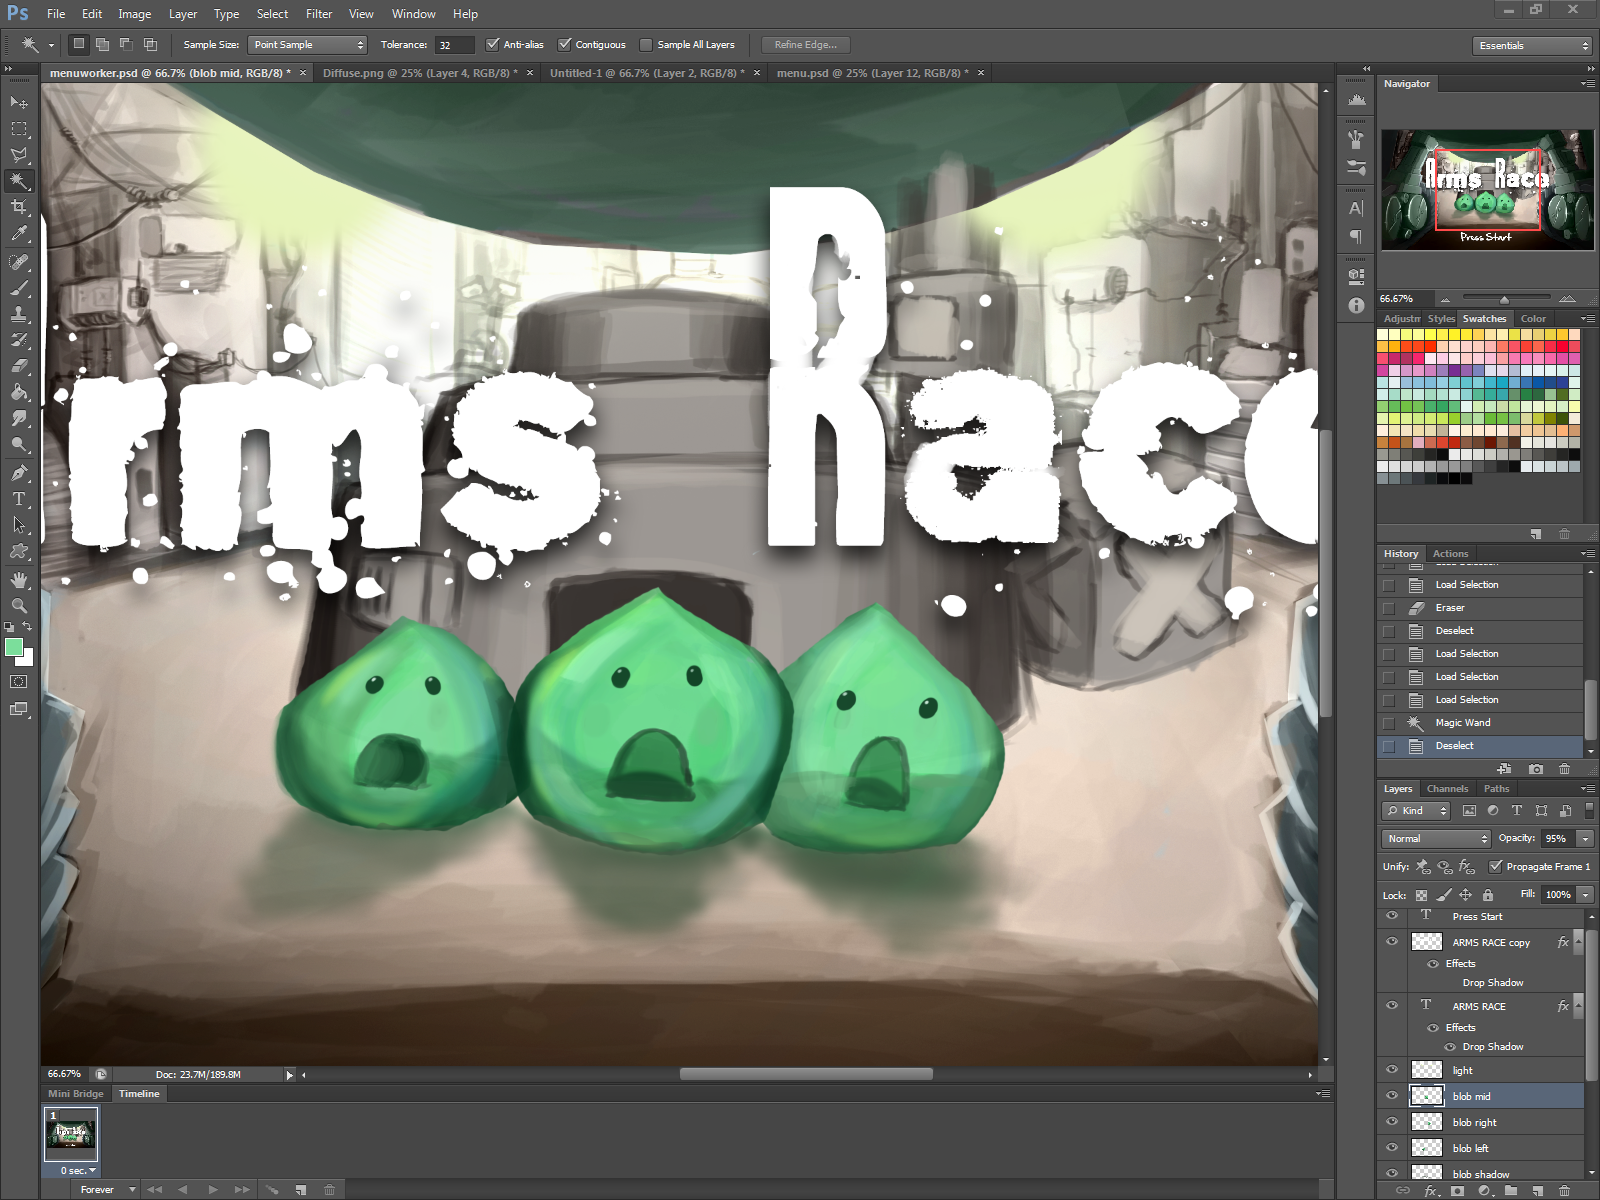 Ps File Edit Image Layer Type Select Filter View Window Help
Sample Size: Point Sample Tolerance: 32 Anti-alias Contiguous Sample All Layers Refine Edge... Essentials
menuworker.psd @ 66.7% (blob mid, RGB/8) * × Diffuse.png @ 25% (Layer 4, RGB/8) * × Untitled-1 @ 66.7% (Layer 2, RGB/8) * × menu.psd @ 25% (Layer 12, RGB/8) * ×
Navigator
Arms Race
Press Start
66.67%
Adjustm Styles Swatches Color
rms Race
History Actions
Load Selection
Load Selection
Eraser
Deselect
Load Selection
Load Selection
Load Selection
Magic Wand
Deselect
Layers Channels Paths
Kind
Normal Opacity: 95%
Unify: Propagate Frame 1
Lock: Fill: 100%
Press Start
ARMS RACE copy fx
Effects
Drop Shadow
ARMS RACE fx
Effects
Drop Shadow
light
blob mid
blob right
blob left
blob shadow
66.67% Doc: 23.7M/189.8M
Mini Bridge Timeline
1
0 sec.
Forever